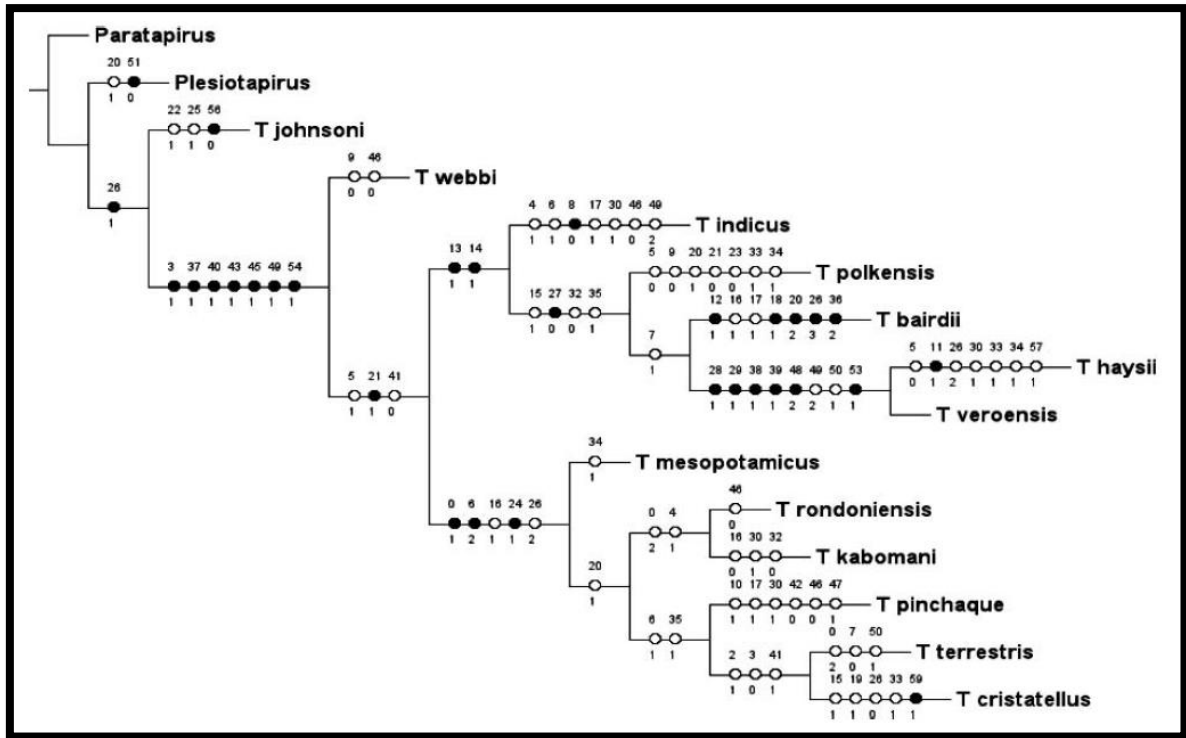 Paratapirus
20 51
Plesiotapirus
1 0
22 25 56
T johnsoni
1 1 0
9 46
T webbi
0 0
26
1
4 6 8 17 30 46 49
T indicus
1 1 0 1 1 0 2
13 14
1 1
5 9 20 21 23 33 34
T polkensis
0 0 1 0 0 1 1
3 37 40 43 45 49 54
1 1 1 1 1 1 1
15 27 32 35
1 0 0 1
12 16 17 18 20 26 36
T bairdii
1 1 1 1 2 3 2
7
1
5 11 26 30 33 34 57
T haysii
0 1 2 1 1 1 1
28 29 38 39 48 49 50 53
1 1 1 1 2 2 1 1
5 21 41
1 1 0
T veroensis
34
T mesopotamicus
1
0 6 16 24 26
1 2 1 1 2
46
T rondoniensis
0
0 4
2 1
16 30 32
T kabomani
0 1 0
20
1
10 17 30 42 46 47
T pinchaque
1 1 1 0 0 1
6 35
1 1
0 7 50
T terrestris
2 0 1
2 3 41
1 0 1
15 19 26 33 59
T cristatellus
1 1 0 1 1